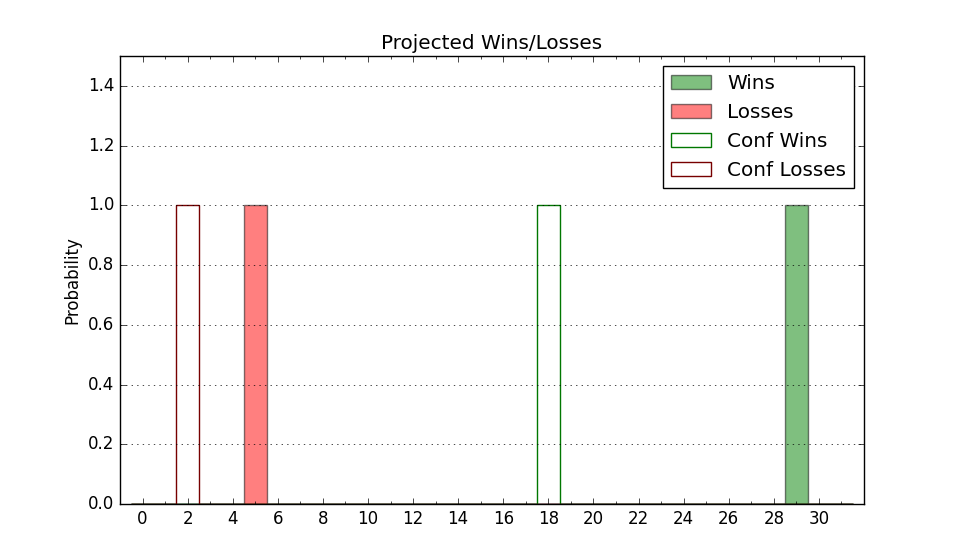 Projected Wins/Losses
Wins
Losses
Conf Wins
Conf Losses
Probability
1.4
1.2
1.0
0.8
0.6
0.4
0.2
0.0
0 2 4 6 8 10 12 14 16 18 20 22 24 26 28 30